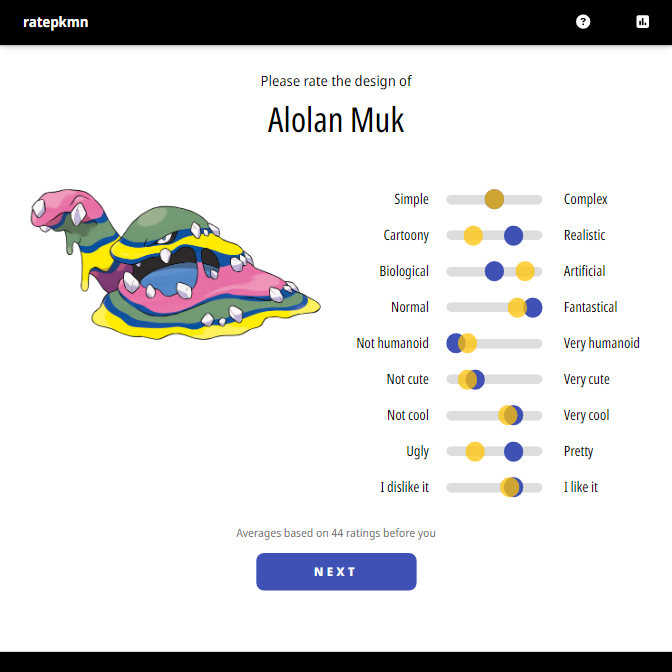 ratepkmn
?
Please rate the design of
Alolan Muk
Simple Complex
Cartoony Realistic
Biological Artificial
Normal Fantastical
Not humanoid Very humanoid
Not cute Very cute
Not cool Very cool
Ugly Pretty
I dislike it I like it
Averages based on 44 ratings before you
NEXT